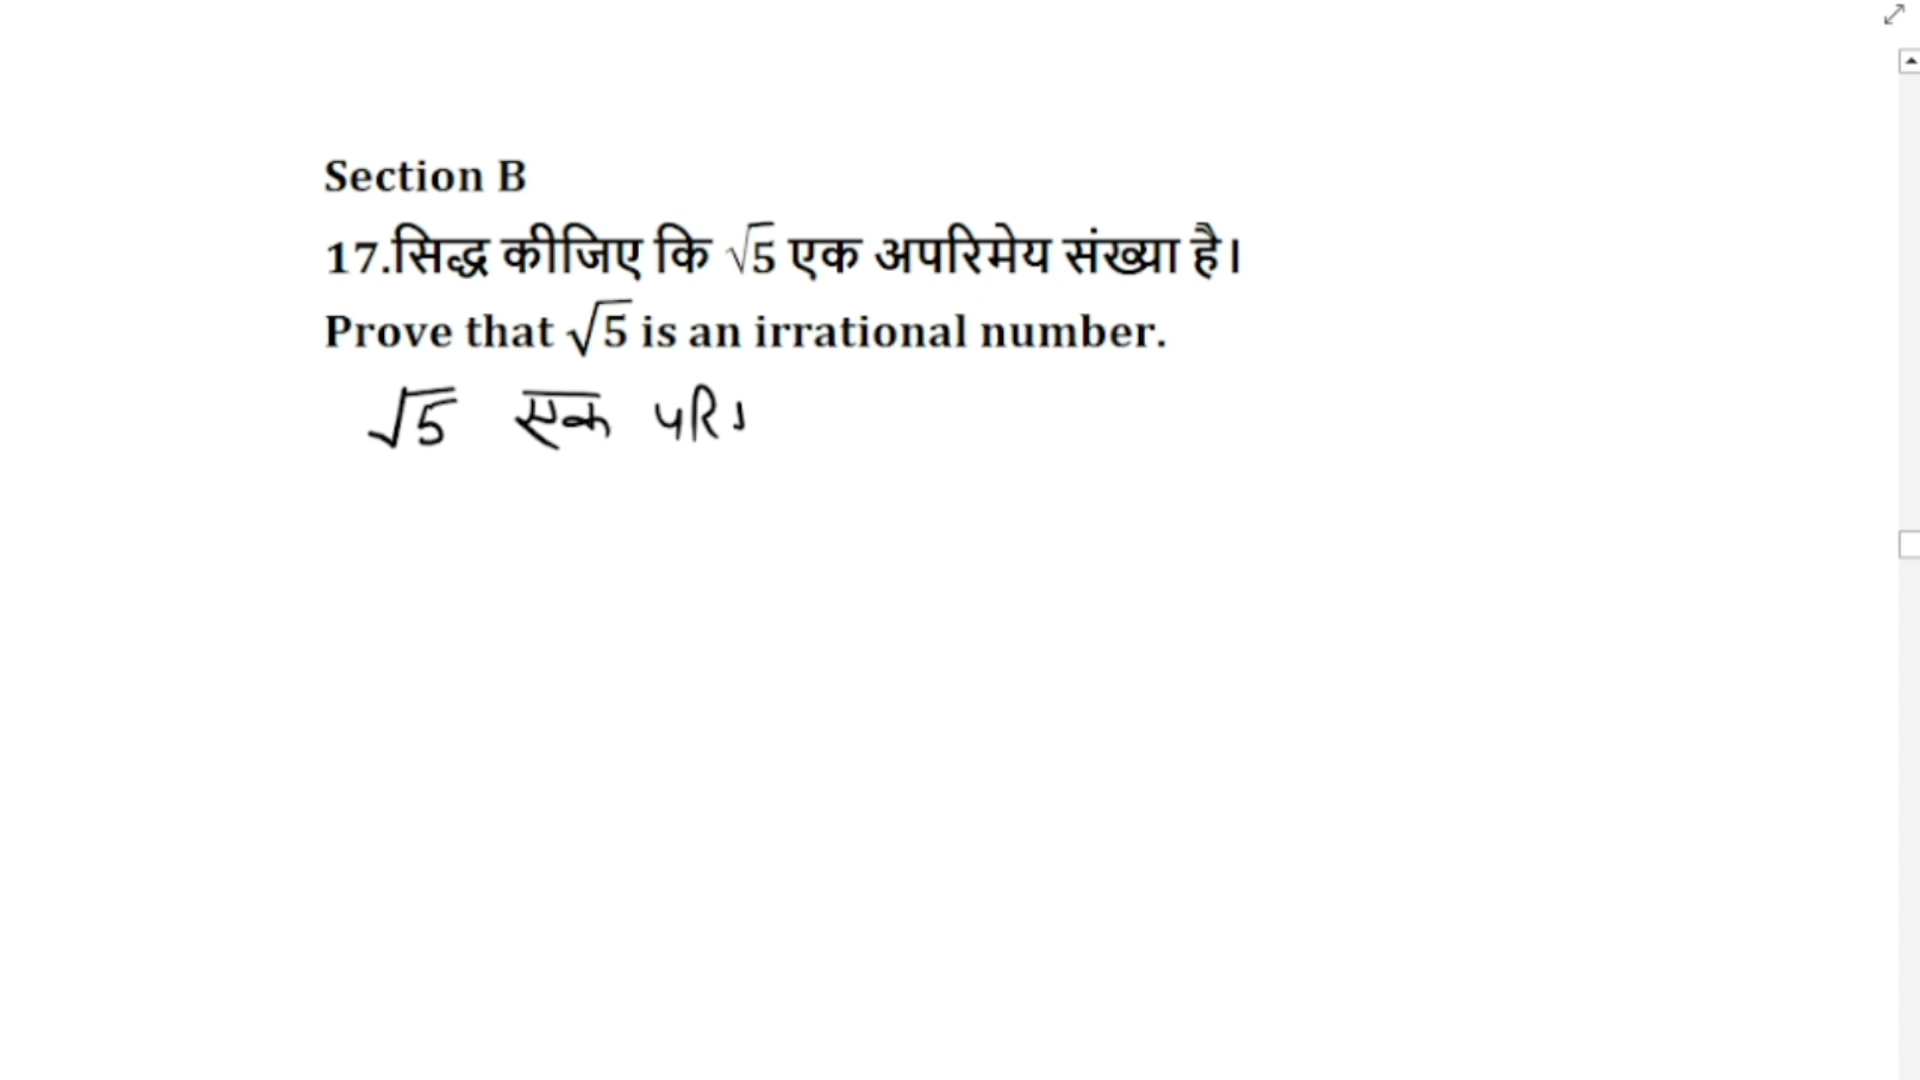 Section B
17.सिद्ध कीजिए कि √5 एक अपरिमेय संख्या है।
Prove that √5 is an irrational number.
√5 एक परि